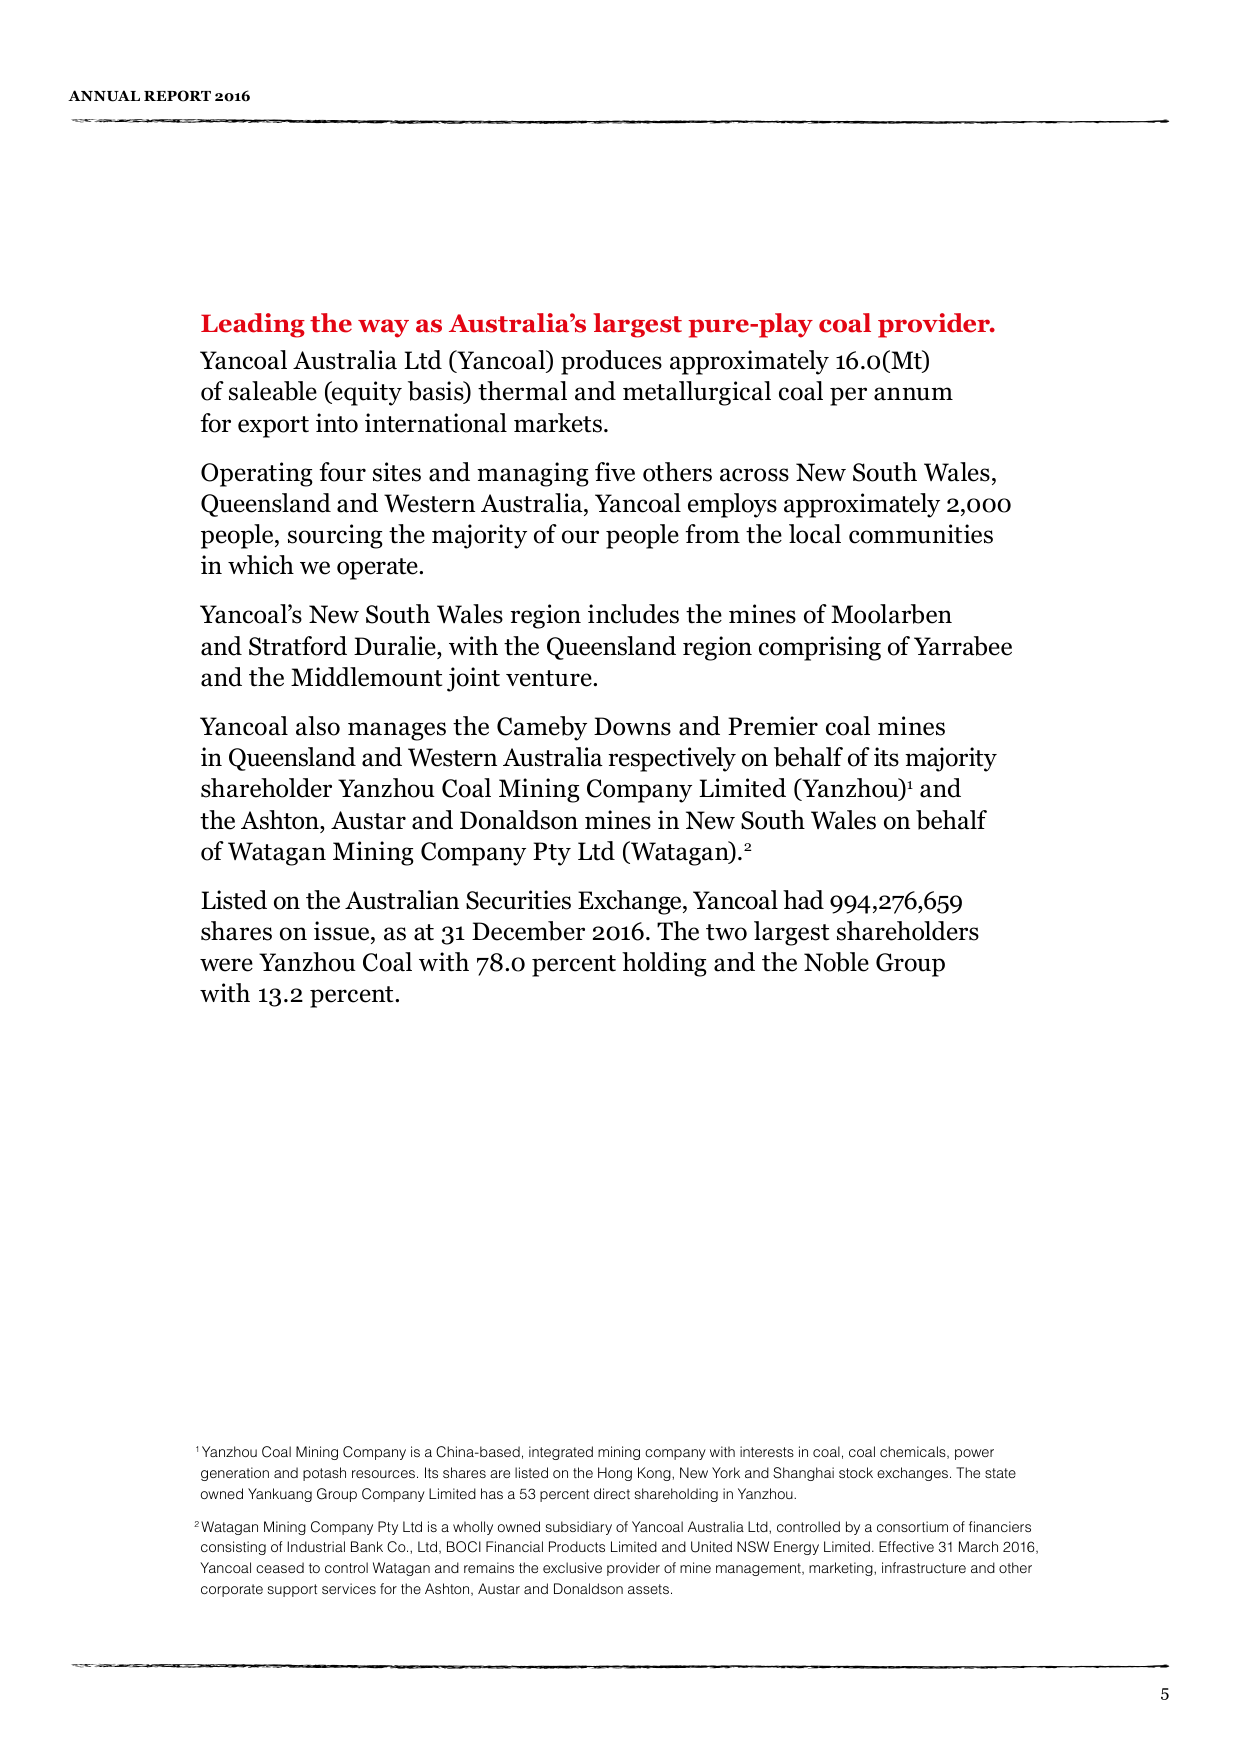 ANNUAL REPORT 2016
Leading the way as Australia’s largest pure-play coal provider.
Yancoal Australia Ltd (Yancoal) produces approximately 16.0(Mt)
of saleable (equity basis) thermal and metallurgical coal per annum
for export into international markets.
Operating four sites and managing five others across New South Wales,
Queensland and Western Australia, Yancoal employs approximately 2,000
people, sourcing the majority of our people from the local communities
in which we operate.
Yancoal’s New South Wales region includes the mines of Moolarben
and Stratford Duralie, with the Queensland region comprising of Yarrabee
and the Middlemount joint venture.
Yancoal also manages the Cameby Downs and Premier coal mines
in Queensland and Western Australia respectively on behalf of its majority
shareholder Yanzhou Coal Mining Company Limited (Yanzhou)¹ and
the Ashton, Austar and Donaldson mines in New South Wales on behalf
of Watagan Mining Company Pty Ltd (Watagan).²
Listed on the Australian Securities Exchange, Yancoal had 994,276,659
shares on issue, as at 31 December 2016. The two largest shareholders
were Yanzhou Coal with 78.0 percent holding and the Noble Group
with 13.2 percent.
¹ Yanzhou Coal Mining Company is a China-based, integrated mining company with interests in coal, coal chemicals, power
generation and potash resources. Its shares are listed on the Hong Kong, New York and Shanghai stock exchanges. The state
owned Yankuang Group Company Limited has a 53 percent direct shareholding in Yanzhou.
² Watagan Mining Company Pty Ltd is a wholly owned subsidiary of Yancoal Australia Ltd, controlled by a consortium of financiers
consisting of Industrial Bank Co., Ltd, BOCI Financial Products Limited and United NSW Energy Limited. Effective 31 March 2016,
Yancoal ceased to control Watagan and remains the exclusive provider of mine management, marketing, infrastructure and other
corporate support services for the Ashton, Austar and Donaldson assets.
5